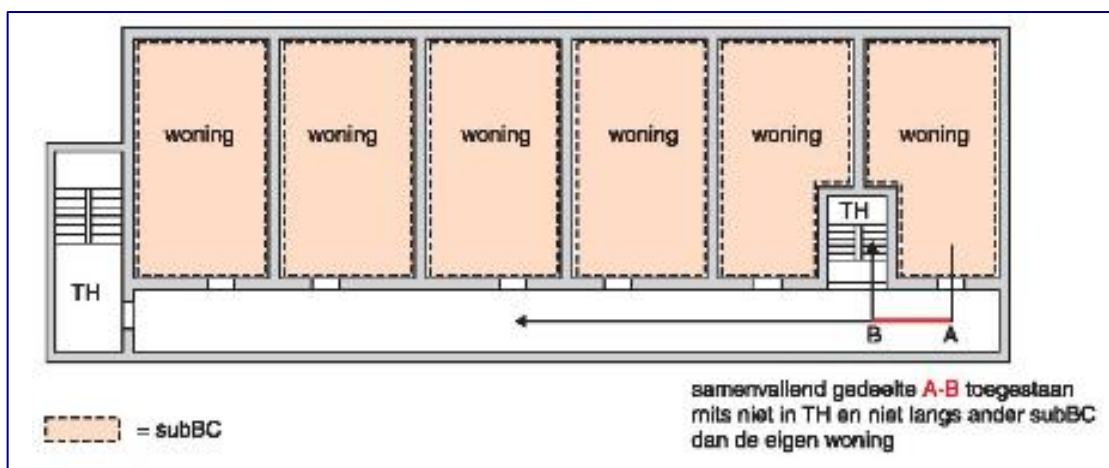 woning woning woning woning woning woning
TH
TH
B A
samenvallend gedeelte A-B toegestaan
mits niet in TH en niet langs ander subBC
dan de eigen woning
= subBC